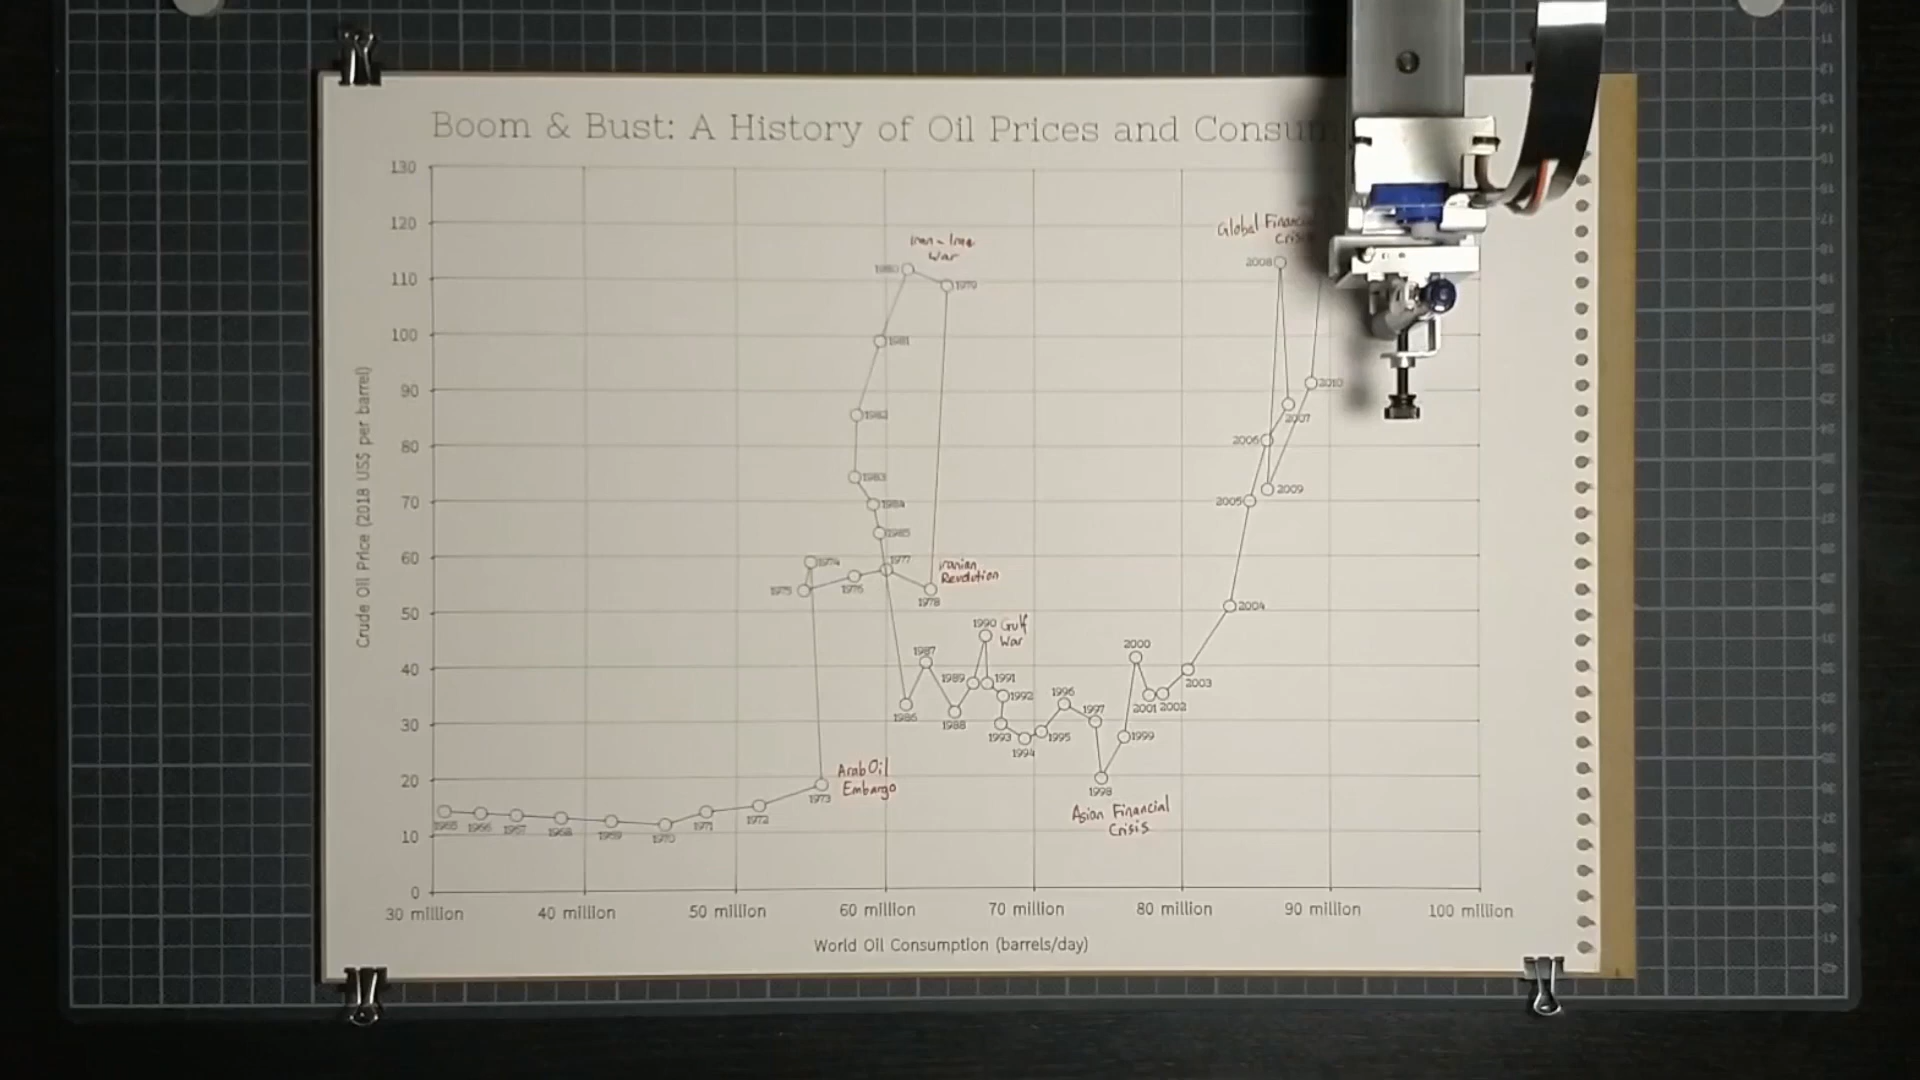 Boom & Bust: A History of Oil Prices and
130
120
110
100
90
80
70
60
50
40
30
20
10
0
Crude Oil Price (2018 US$ per barrel)
30 million
40 million
50 million
60 million
70 million
80 million
90 million
100 million
World Oil Consumption (barrels/day)
1965
1966
1967
1968
1969
1970
1971
1972
1973
Arab Oil
Embargo
1974
1975
1976
1977
1978
Iranian
Revolution
1979
Iran-Iraq
War
1980
1981
1982
1983
1984
1985
1986
1987
1988
1989
1990
Gulf
War
1991
1992
1993
1994
1995
1996
1997
1998
Asian Financial
Crisis
1999
2000
2001
2002
2003
2004
2005
2006
2007
2008
Global
2009
2010